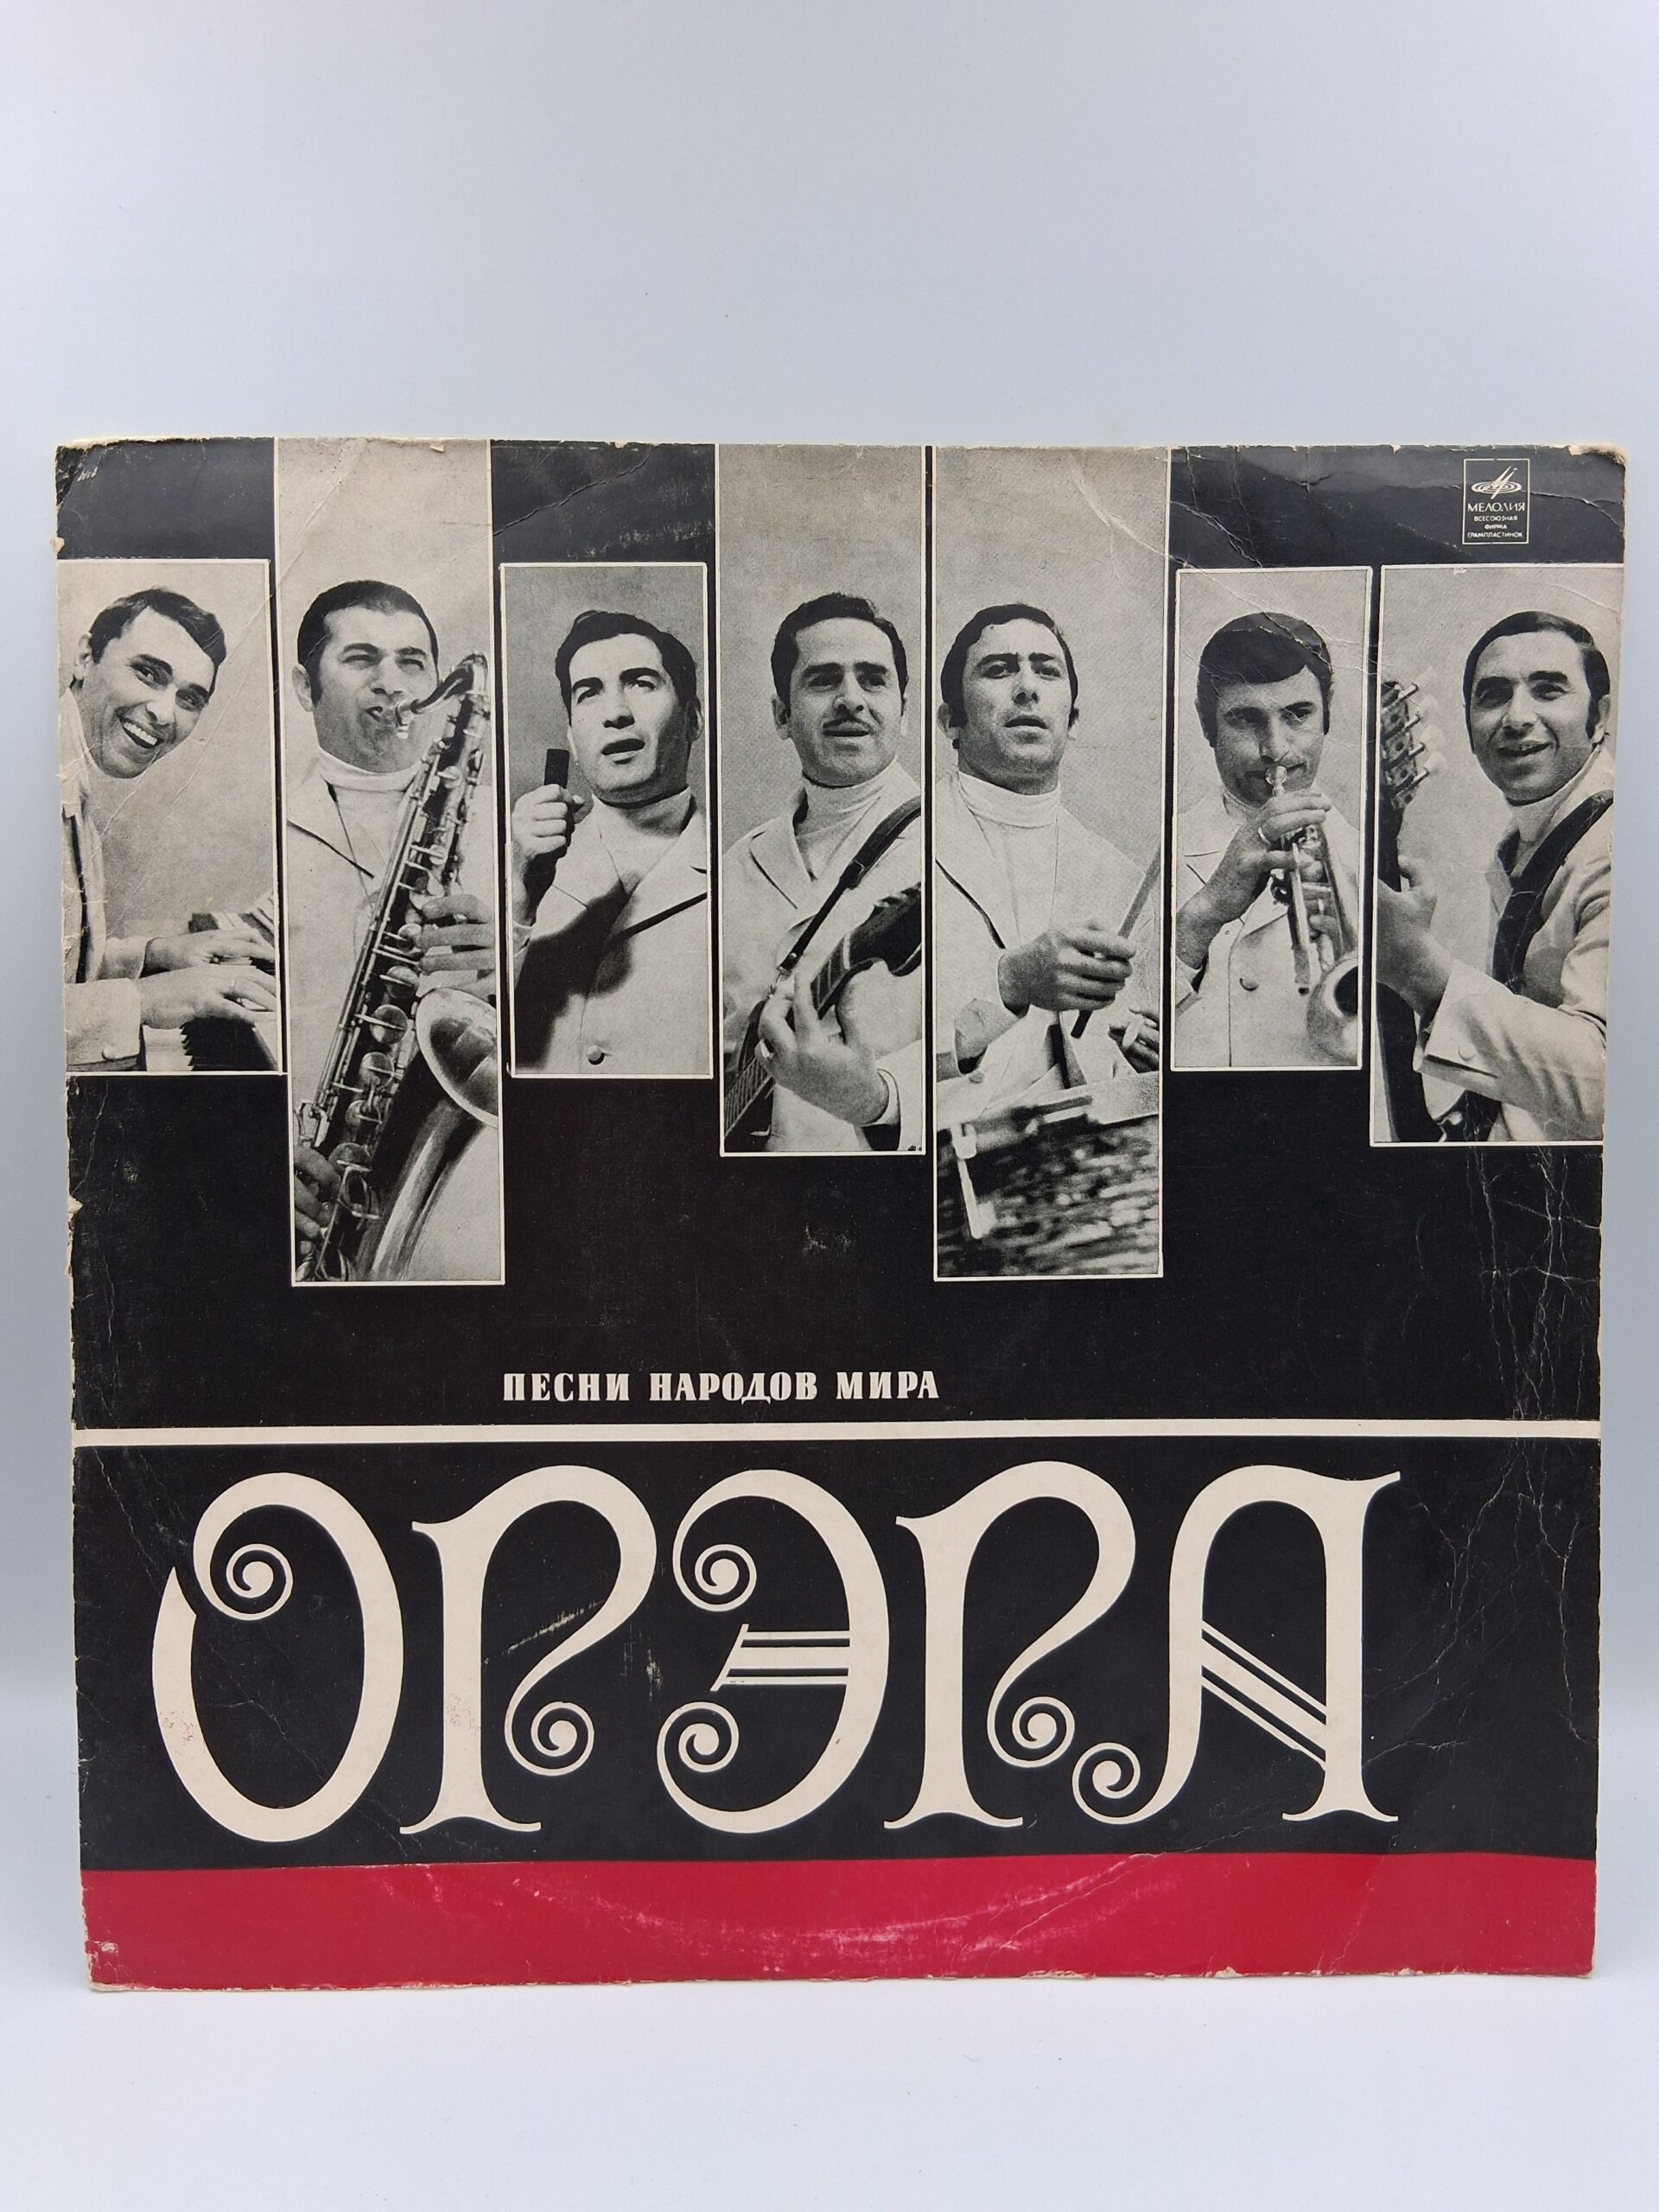 МЕЛОДИЯ
ВСЕСОЮЗНАЯ
ФИРМА
ГРАМПЛАСТИНОК
ПЕСНИ НАРОДОВ МИРА
ОРЭРА